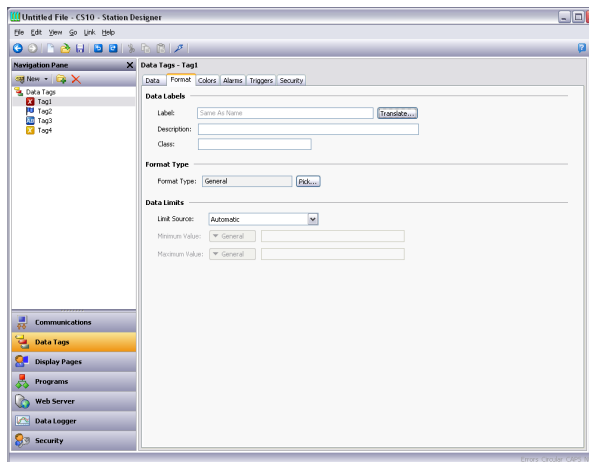 Untitled File - CS10 - Station Designer
File Edit View Go Link Help
Navigation Pane X
New
Data Tags
Tag1
Tag2
Tag3
Tag4
Communications
Data Tags
Display Pages
Programs
Web Server
Data Logger
Security
Data Tags - Tag1
Data Format Colors Alarms Triggers Security
Data Labels
Label: Same As Name Translate...
Description:
Class:
Format Type
Format Type: General Pick...
Data Limits
Limit Source: Automatic
Minimum Value: General
Maximum Value: General
Errors Circular CAPS